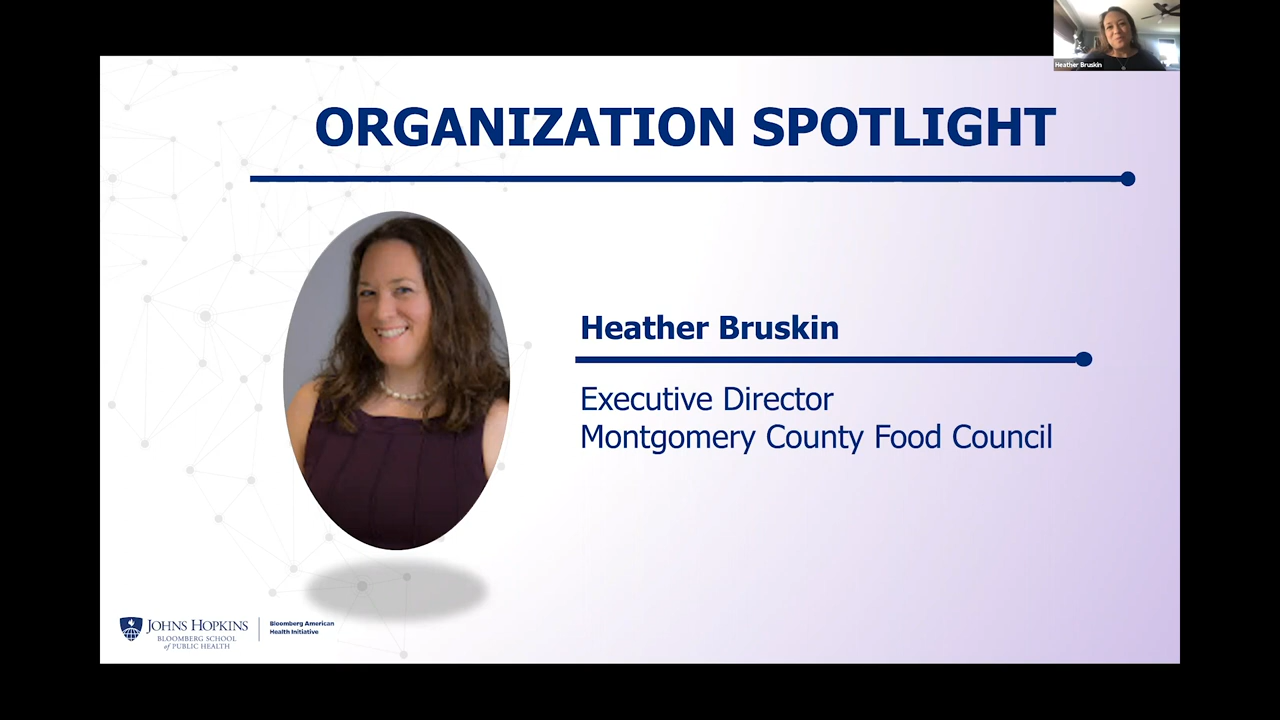 Heather Bruskin
ORGANIZATION SPOTLIGHT
Heather Bruskin
Executive Director
Montgomery County Food Council
JOHNS HOPKINS
BLOOMBERG SCHOOL
of PUBLIC HEALTH
Bloomberg American
Health Initiative